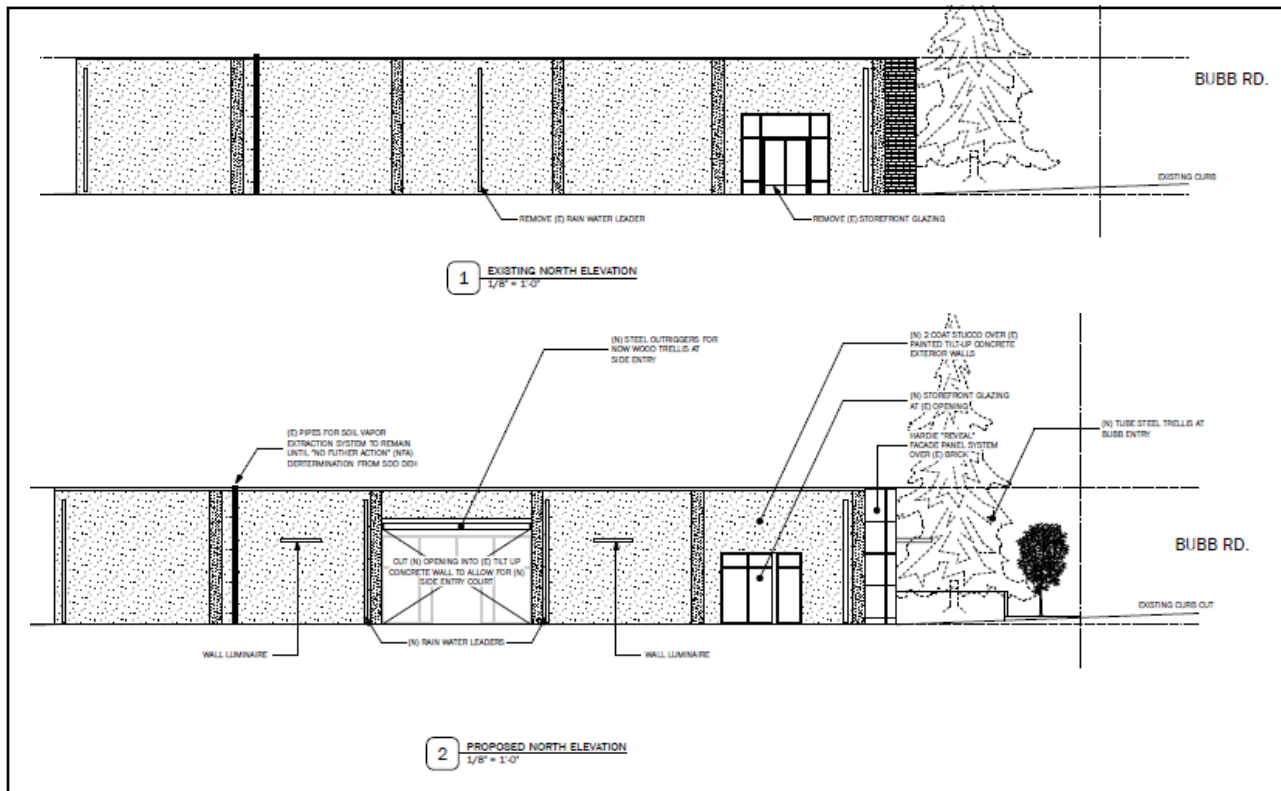 BUBB RD.
EXISTING CURB
REMOVE (E) RAIN WATER LEADER
REMOVE (E) STOREFRONT GLAZING
1
EXISTING NORTH ELEVATION
1/8" = 1'-0"
(N) STEEL OUTRIGGERS FOR
NOW WOOD TRELLIS AT
SIDE ENTRY
(N) 2 COAT STUCCO OVER (E)
PAINTED TILT-UP CONCRETE
EXTERIOR WALLS
(N) STOREFRONT GLAZING
AT (E) OPENING
HARDIE "REVEAL"
FACADE PANEL SYSTEM
OVER (E) BRICK
(N) TUBE STEEL TRELLIS AT
BUBB ENTRY
(E) PIPES FOR SOIL VAPOR
EXTRACTION SYSTEM TO REMAIN
UNTIL "NO FUTHER ACTION" (NFA)
DERTERMINATION FROM SDO DEH
CUT (N) OPENING INTO (E) TILT UP
CONCRETE WALL TO ALLOW FOR (N)
SIDE ENTRY COURT
BUBB RD.
EXISTING CURB CUT
(N) RAIN WATER LEADERS
WALL LUMINAIRE
WALL LUMINAIRE
2
PROPOSED NORTH ELEVATION
1/8" = 1'-0"